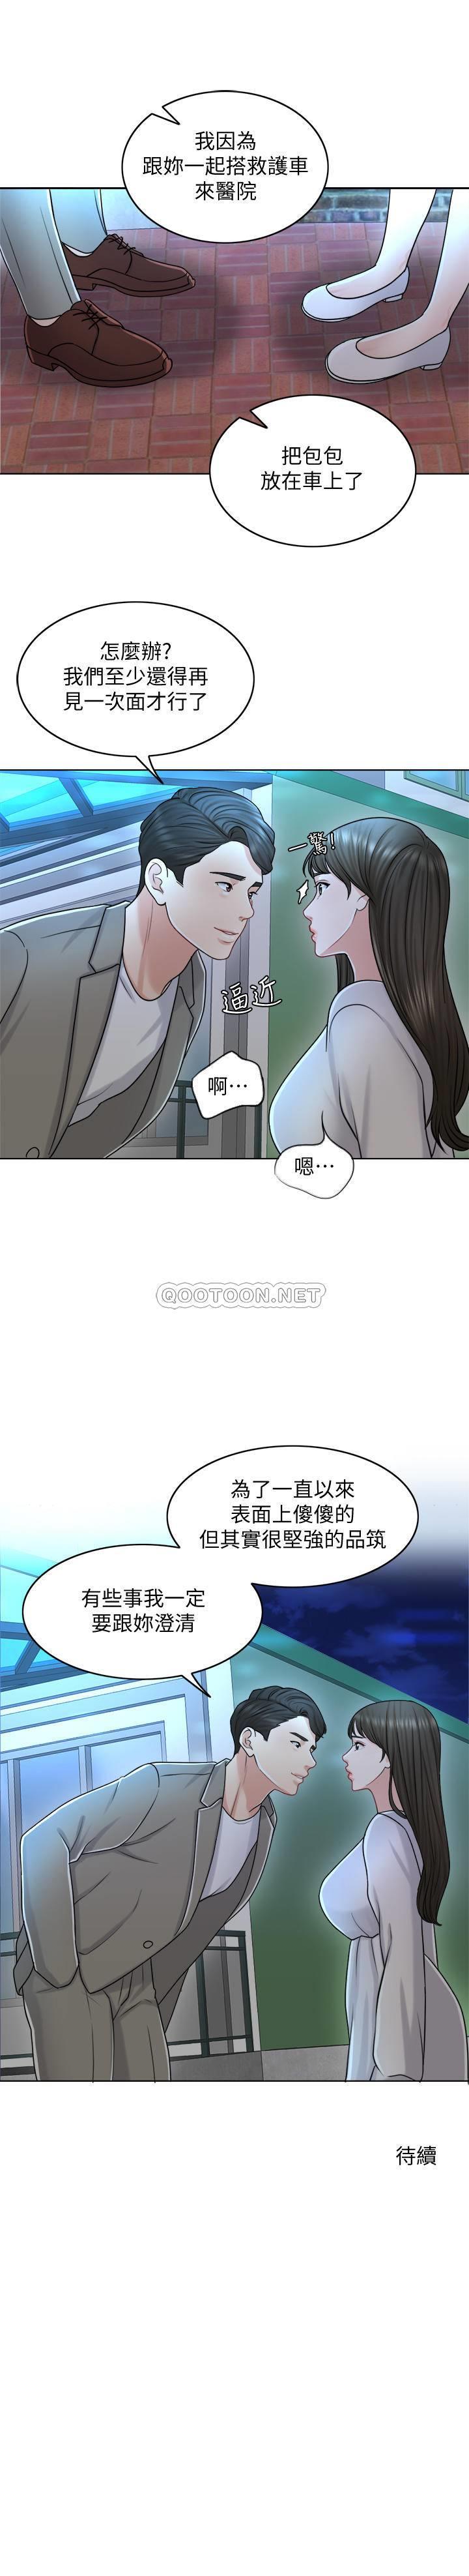 我因為
跟妳一起搭救護車
來醫院
把包包
放在車上了
怎麼辦?
我們至少還得再
見一次面才行了
一驚!
逼近
啊…
嗯…
QOOTOON.NET
為了一直以來
表面上傻傻的
但其實很堅強的品筑
有些事我一定
要跟妳澄清
待續